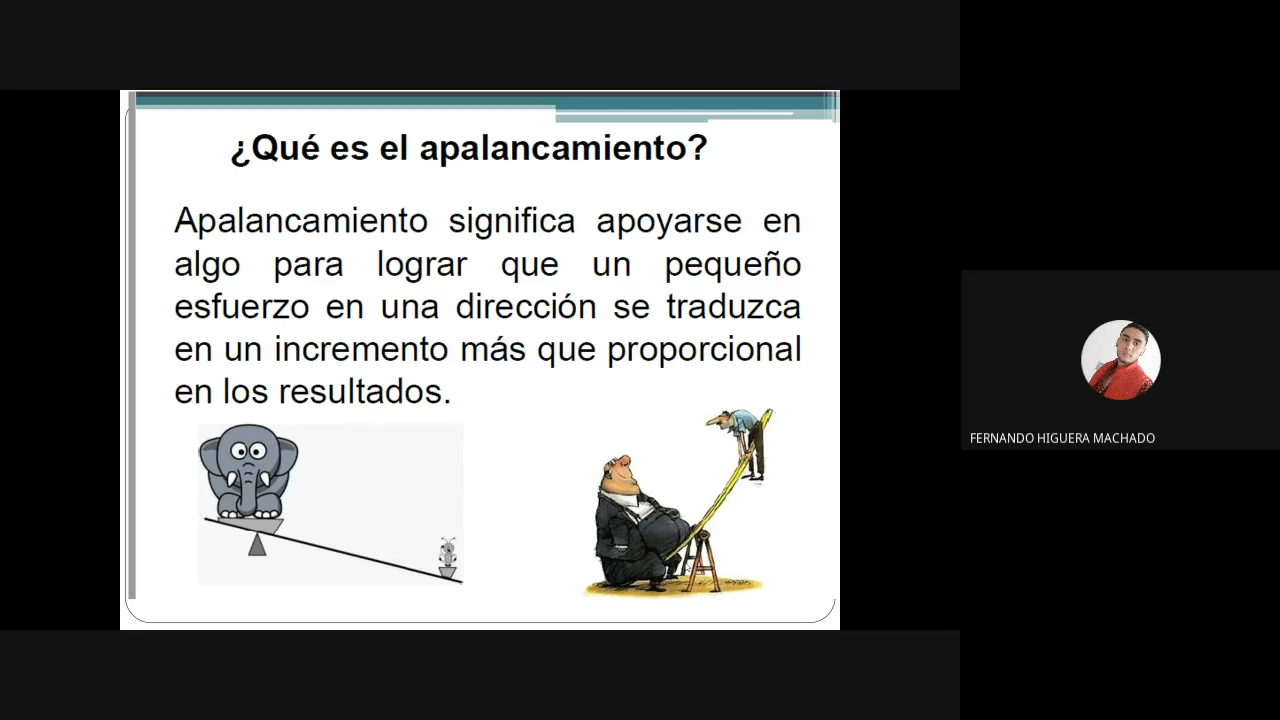 ¿Qué es el apalancamiento?
Apalancamiento significa apoyarse en
algo para lograr que un pequeño
esfuerzo en una dirección se traduzca
en un incremento más que proporcional
en los resultados.
FERNANDO HIGUERA MACHADO